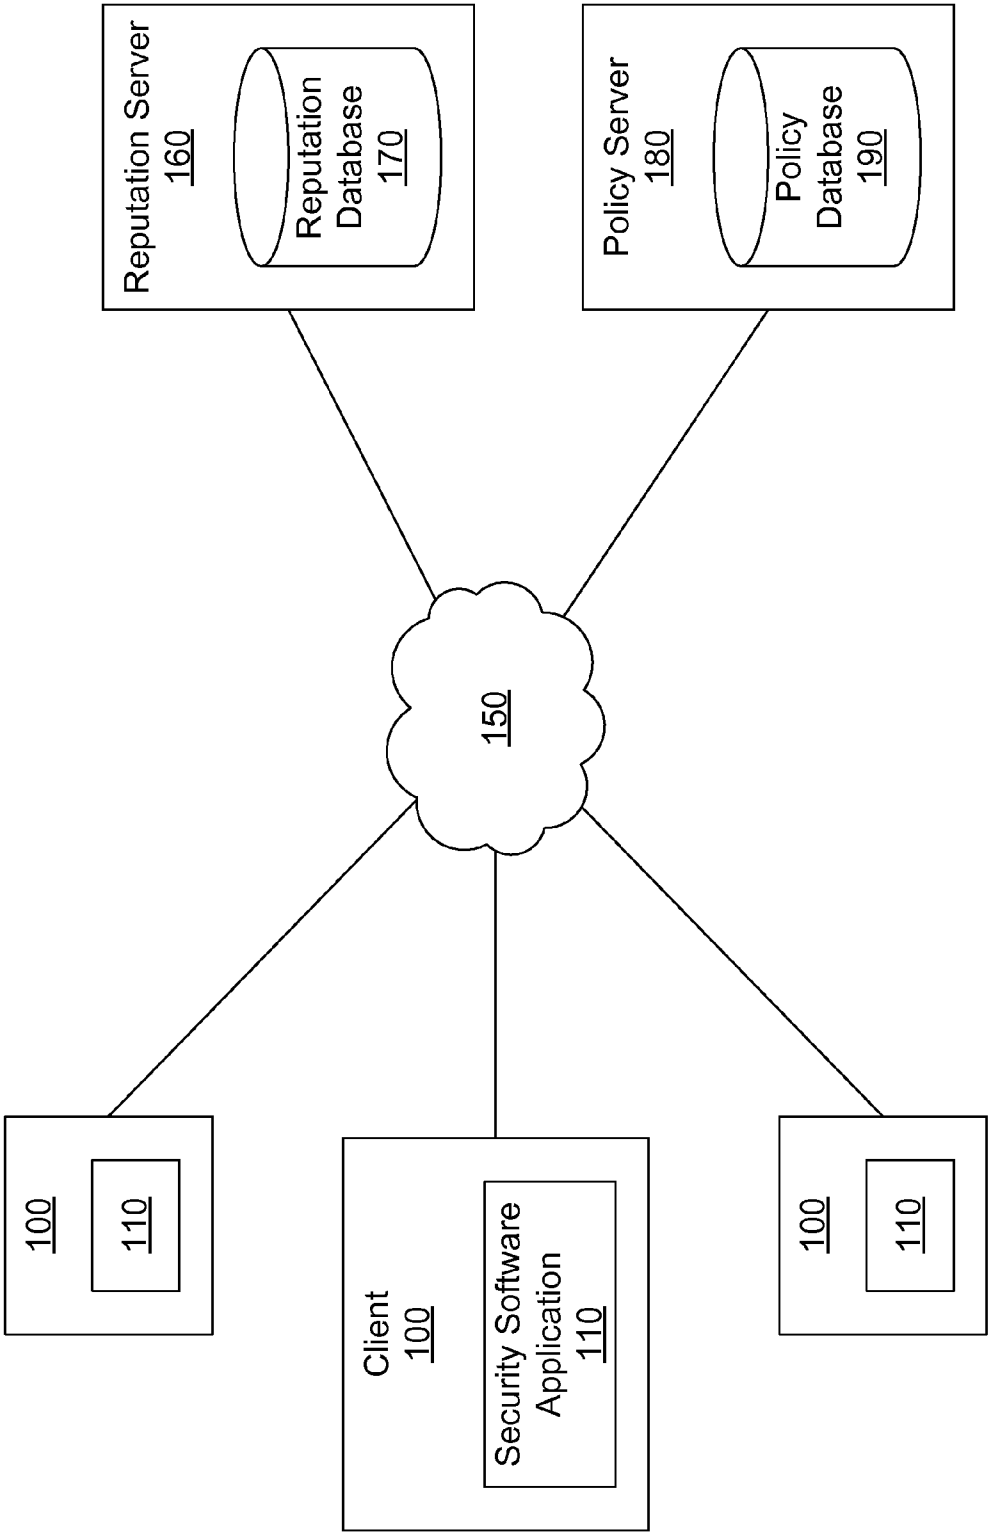 100
110
Client
100
Security Software
Application
110
100
110
150
Reputation Server
160
Reputation
Database
170
Policy Server
180
Policy
Database
190